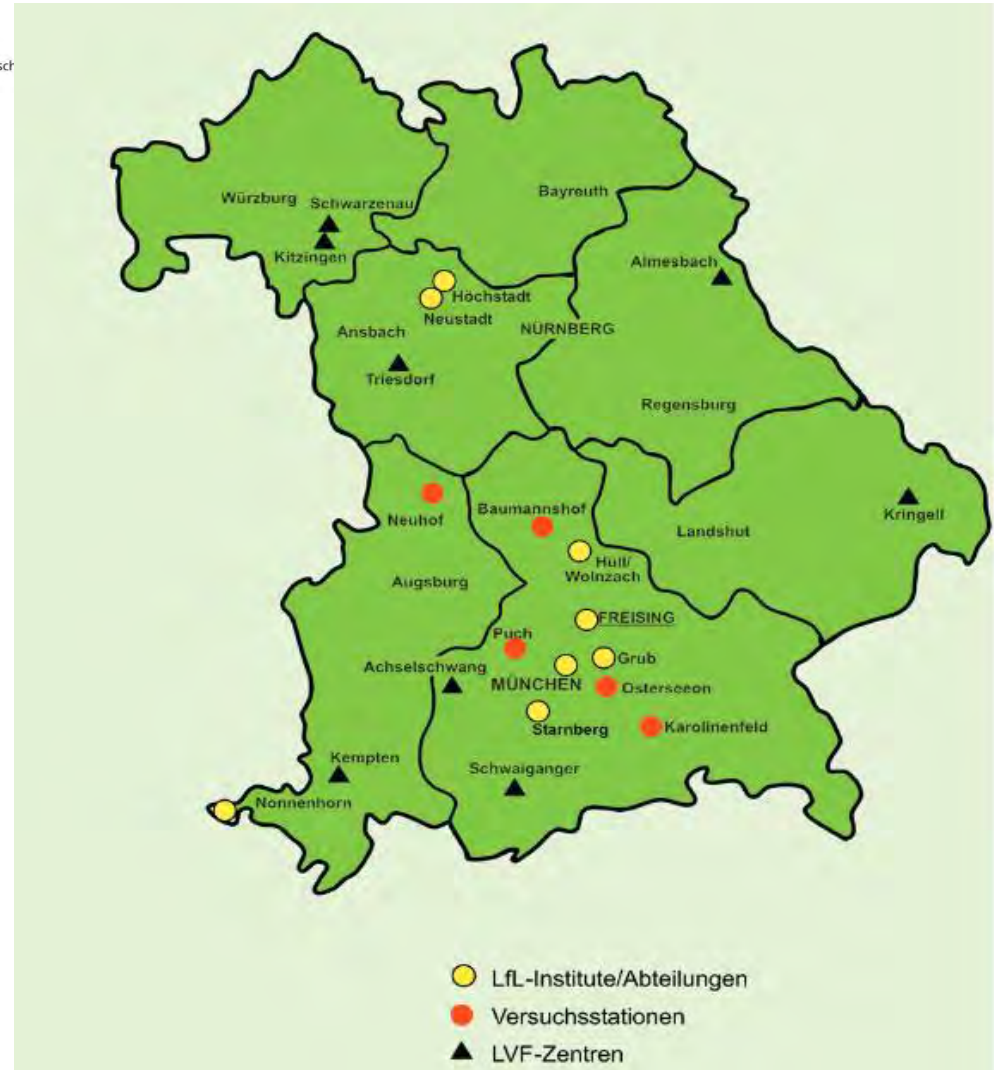 sch
Bayreuth
Würzburg
Schwarzenau
Kitzingen
Almesbach
Höchstadt
Neustadt
Ansbach
NÜRNBERG
Triesdorf
Regensburg
Neuhof
Baumannshof
Kringell
Landshut
Hüll/
Wolnzach
Augsburg
FREISING
Puch
Grub
Achselschwang
MÜNCHEN
Osterseeon
Starnberg
Karolinenfeld
Kempten
Schwaiganger
Nonnenhorn
LfL-Institute/Abteilungen
Versuchsstationen
LVF-Zentren